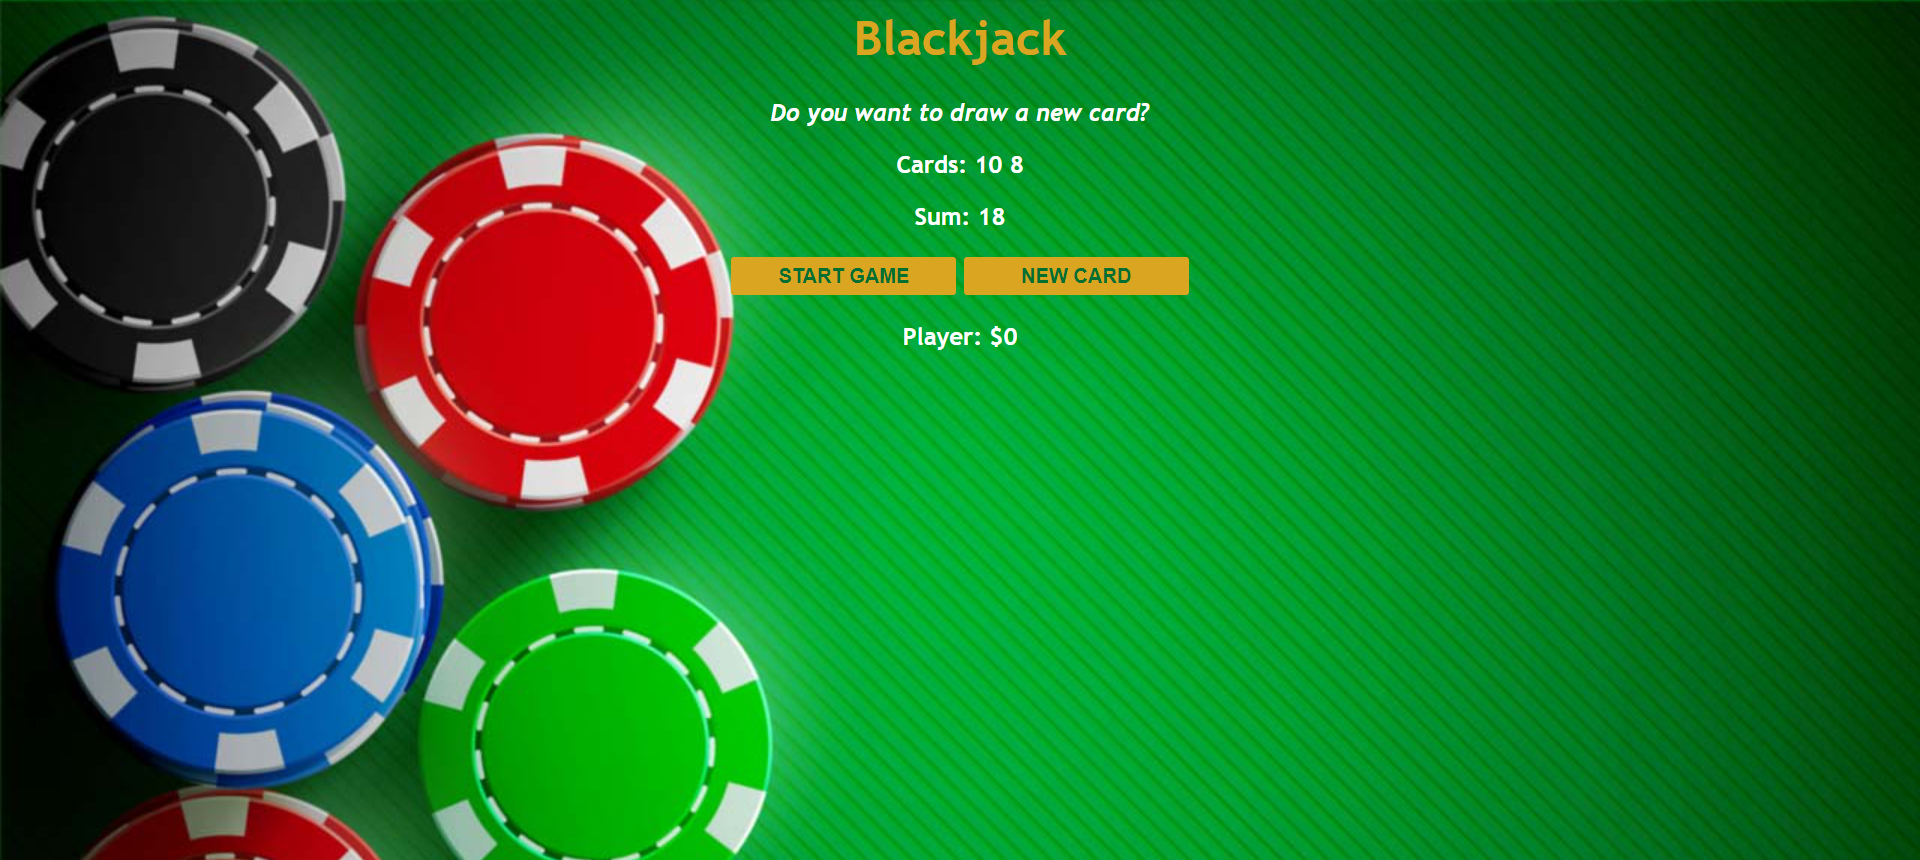 Blackjack
Do you want to draw a new card?
Cards: 10 8
Sum: 18
START GAME NEW CARD
Player: $0